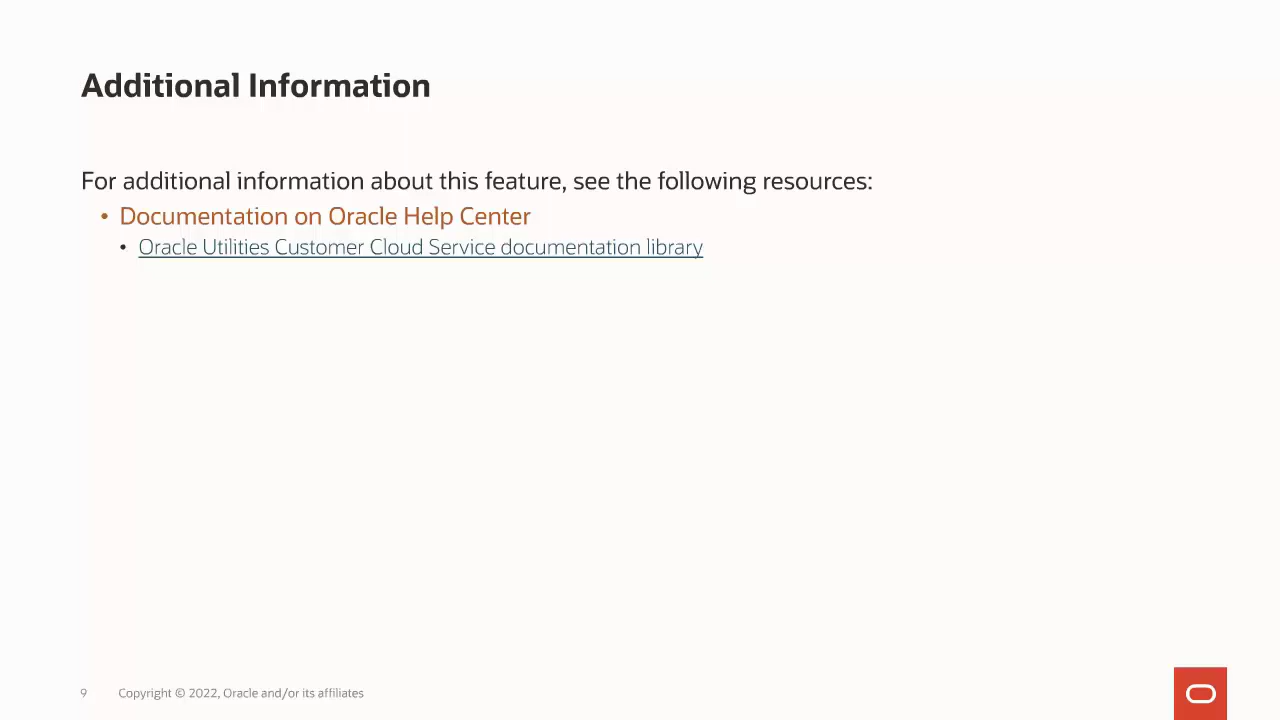 Additional Information
For additional information about this feature, see the following resources:
• Documentation on Oracle Help Center
• Oracle Utilities Customer Cloud Service documentation library
9 Copyright © 2022, Oracle and/or its affiliates